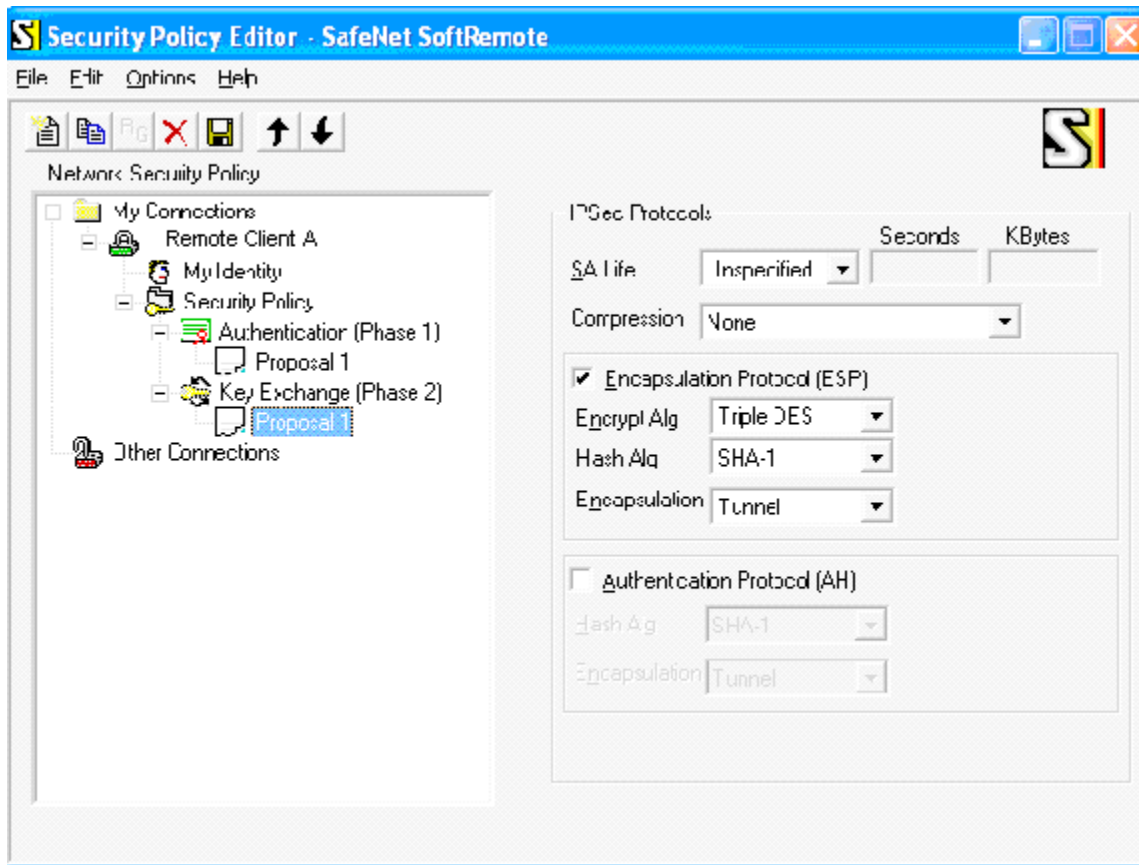 Security Policy Editor - SafeNet SoftRemote
File Edit Options Help
Network Security Policy
My Connections
Remote Client A
My Identity
Security Policy
Authentication (Phase 1)
Proposal 1
Key Exchange (Phase 2)
Proposal 1
Other Connections
IPSec Protocols
Seconds KBytes
SA Life Unspecified
Compression None
Encapsulation Protocol (ESP)
Encrypt Alg Triple DES
Hash Alg SHA-1
Encapsulation Tunnel
Authentication Protocol (AH)
Hash Alg SHA-1
Encapsulation Tunnel